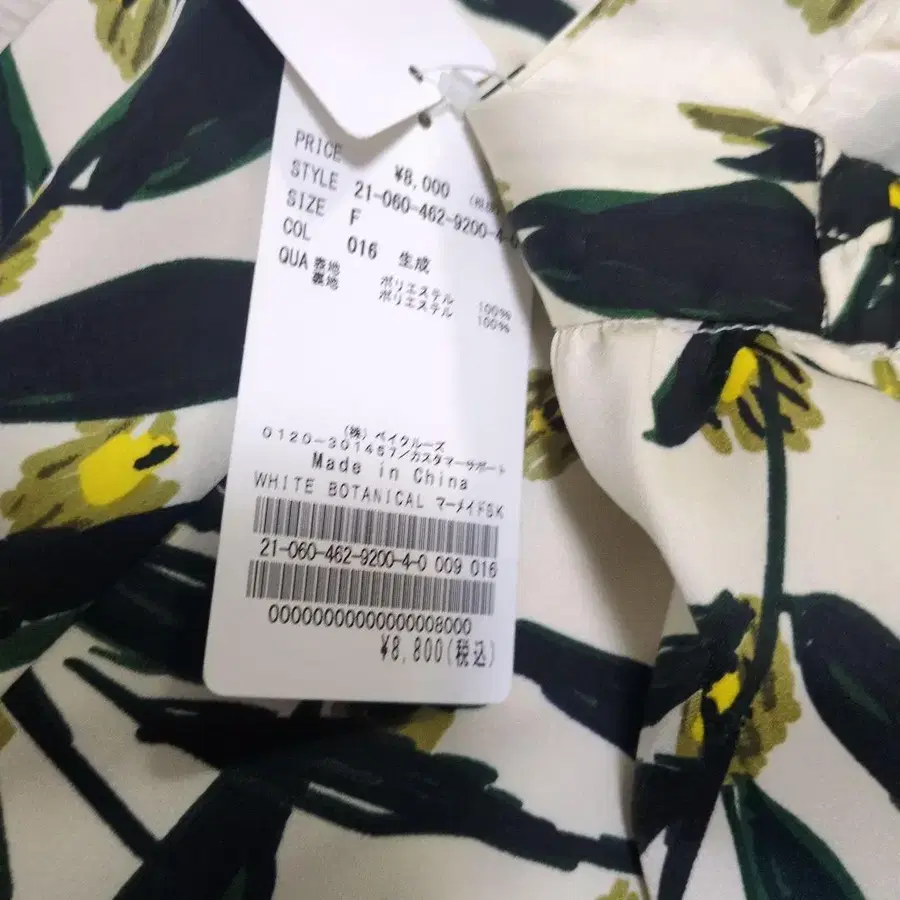 PRICE ¥8,000 (税抜)
STYLE 21-060-462-9200-4-0
SIZE F
COL 016 生成
QUA 表地 ポリエステル 100%
裏地 ポリエステル 100%
(株) ベイクルーズ
0120-301457/カスタマーサポート
Made in China
WHITE BOTANICAL マーメイドSK
21-060-462-9200-4-0 009 016
00000000000000008000
¥8,800(税込)